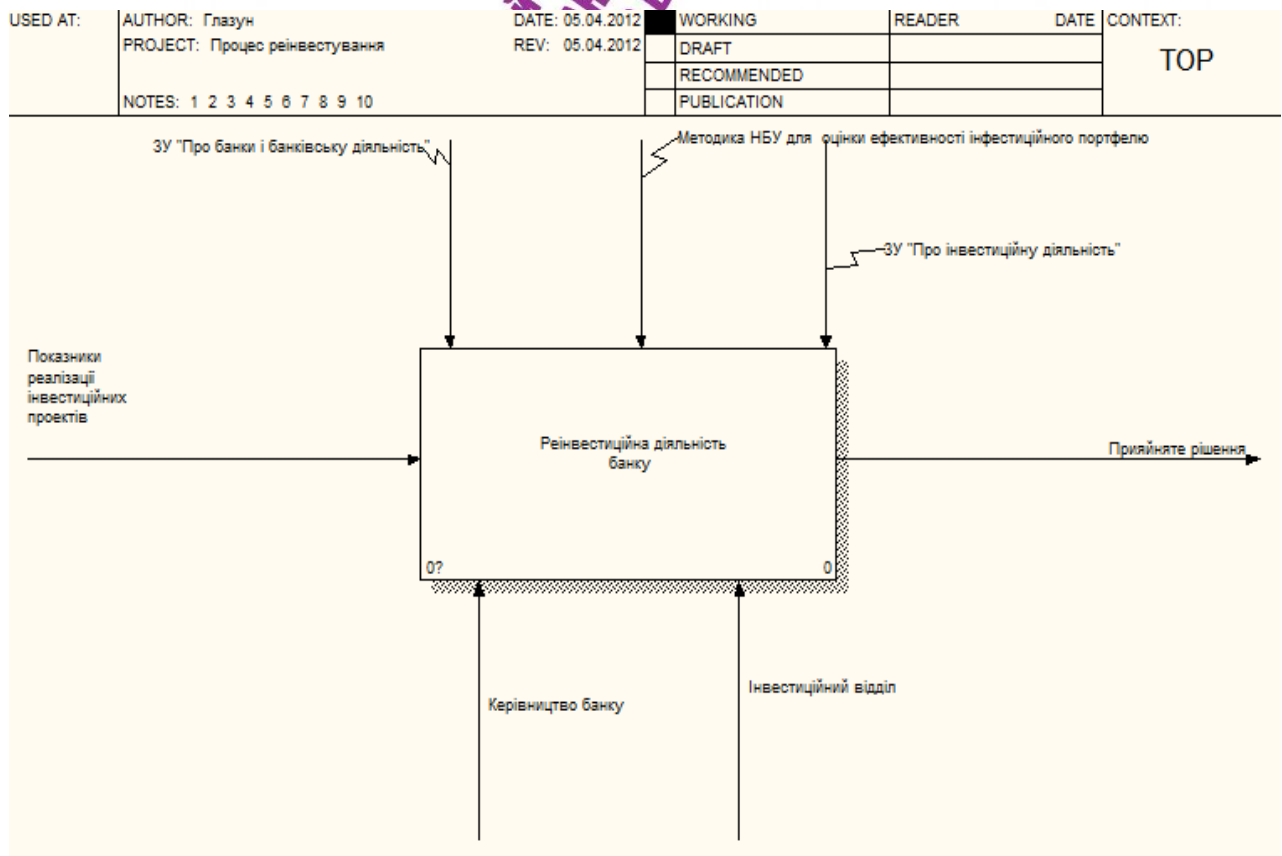 USED AT: AUTHOR: Глазун DATE: 05.04.2012 WORKING READER DATE CONTEXT:
PROJECT: Процес реінвестування REV: 05.04.2012 DRAFT
TOP
RECOMMENDED
NOTES: 1 2 3 4 5 6 7 8 9 10 PUBLICATION
ЗУ "Про банки і банківську діяльність"
Методика НБУ для оцінки ефективності інфестиційного портфелю
ЗУ "Про інвестиційну діяльність"
Показники
реалізації
інвестиційних
проектів
Реінвестиційна діяльність
банку
Прияйняте рішення
0? 0
Інвестиційний відділ
Керівництво банку